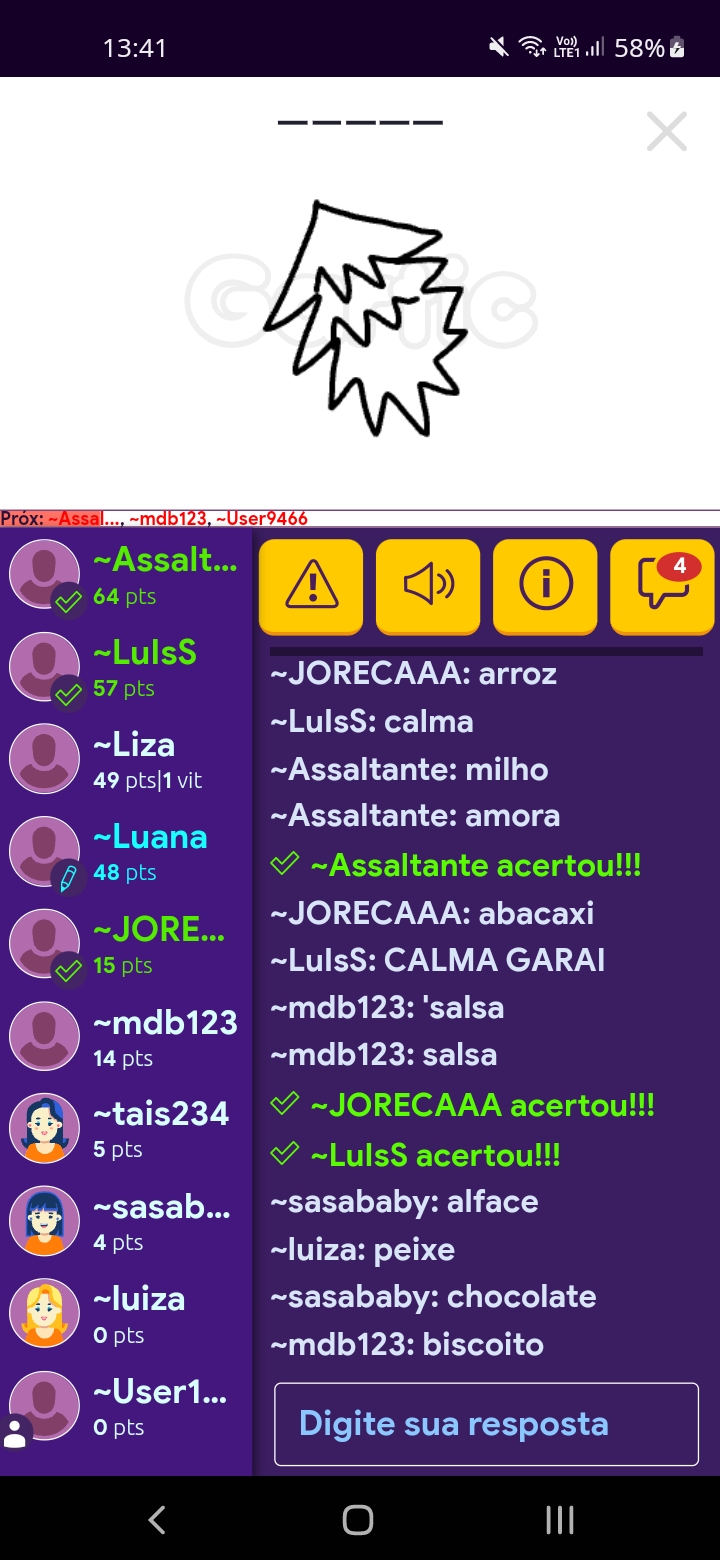 13:41
Vo)) LTE1 58%
Gartic
Próx: ~Assal..., ~mdb123, ~User9466
~Assalt...
64 pts
~LuIsS
57 pts
~Liza
49 pts|1 vit
~Luana
48 pts
~JORE...
15 pts
~mdb123
14 pts
~tais234
5 pts
~sasab...
4 pts
~luiza
0 pts
~User1...
0 pts
4
~JORECAAA: arroz
~LuIsS: calma
~Assaltante: milho
~Assaltante: amora
~Assaltante acertou!!!
~JORECAAA: abacaxi
~LuIsS: CALMA GARAI
~mdb123: 'salsa
~mdb123: salsa
~JORECAAA acertou!!!
~LuIsS acertou!!!
~sasababy: alface
~luiza: peixe
~sasababy: chocolate
~mdb123: biscoito
Digite sua resposta